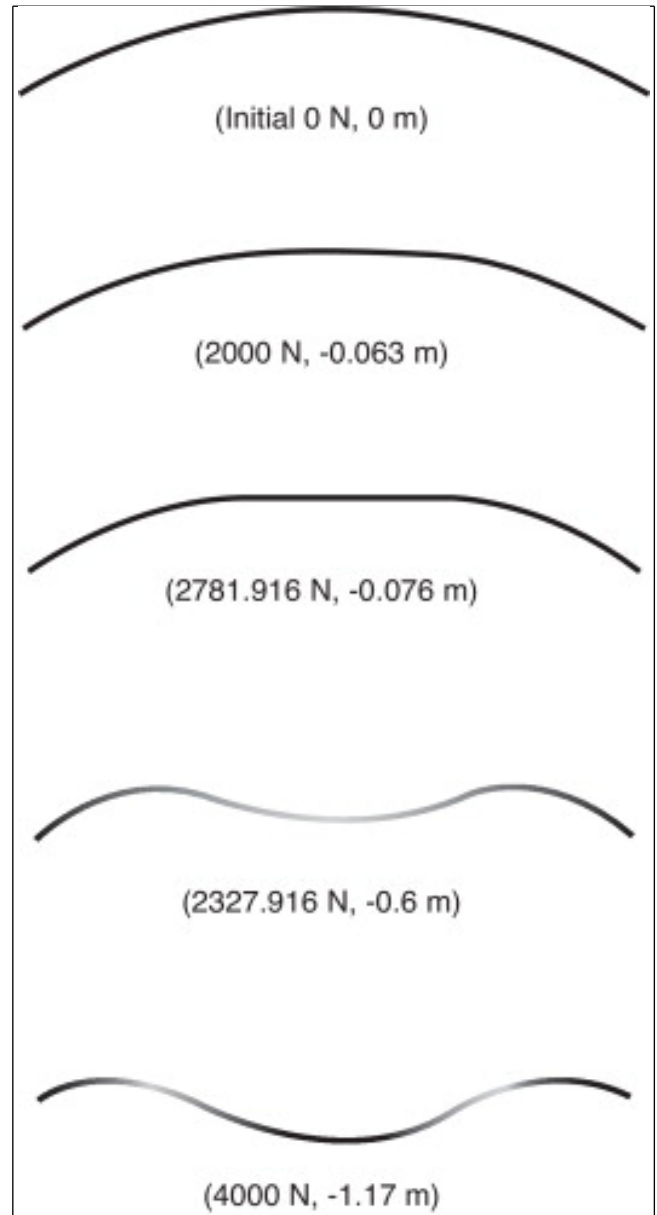 (Initial 0 N, 0 m)
(2000 N, -0.063 m)
(2781.916 N, -0.076 m)
(2327.916 N, -0.6 m)
(4000 N, -1.17 m)